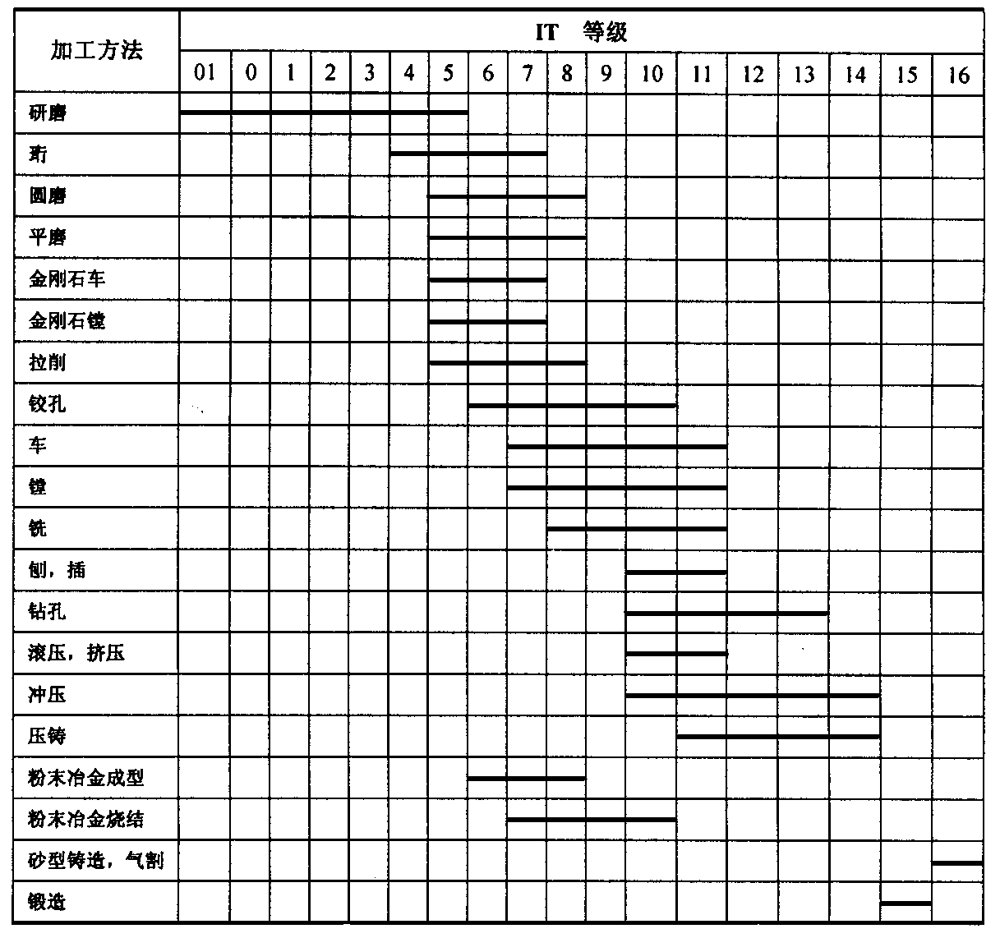 加工方法
IT 等级
01 0 1 2 3 4 5 6 7 8 9 10 11 12 13 14 15 16
研磨
珩
圆磨
平磨
金刚石车
金刚石镗
拉削
铰孔
车
镗
铣
刨，插
钻孔
滚压，挤压
冲压
压铸
粉末冶金成型
粉末冶金烧结
砂型铸造，气割
锻造